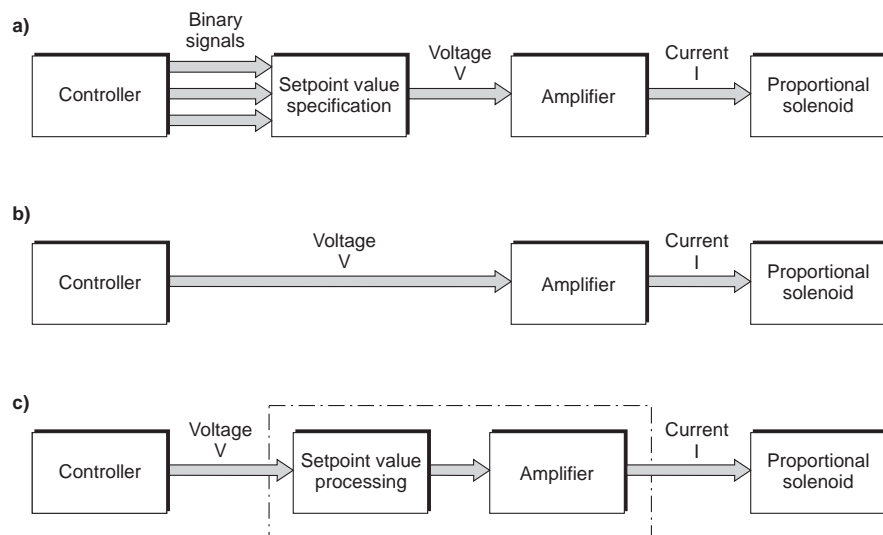 a)
Binary
signals
Controller
Setpoint value
specification
Voltage
V
Amplifier
Current
I
Proportional
solenoid
b)
Controller
Voltage
V
Amplifier
Current
I
Proportional
solenoid
c)
Controller
Voltage
V
Setpoint value
processing
Amplifier
Current
I
Proportional
solenoid